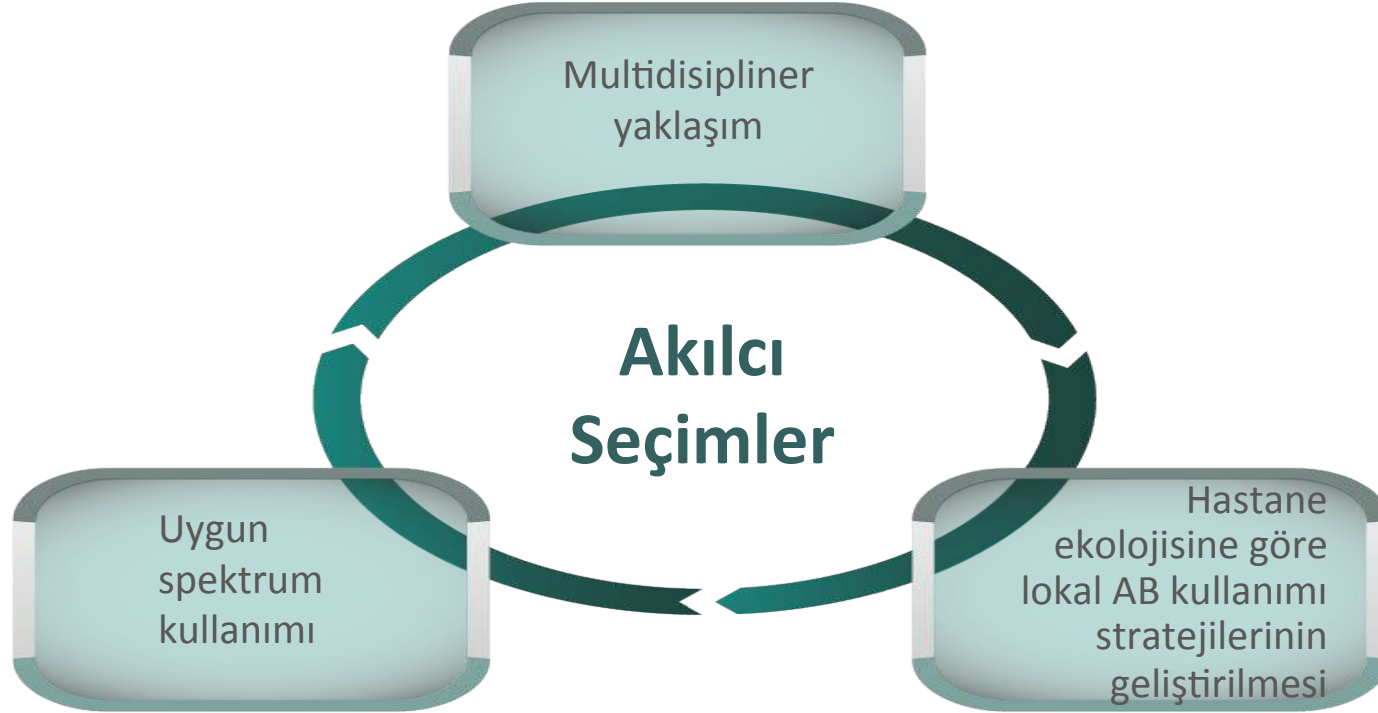 Multidisipliner
yaklaşım
Akılcı
Seçimler
Uygun
spektrum
kullanımı
Hastane
ekolojisine göre
lokal AB kullanımı
stratejilerinin
geliştirilmesi